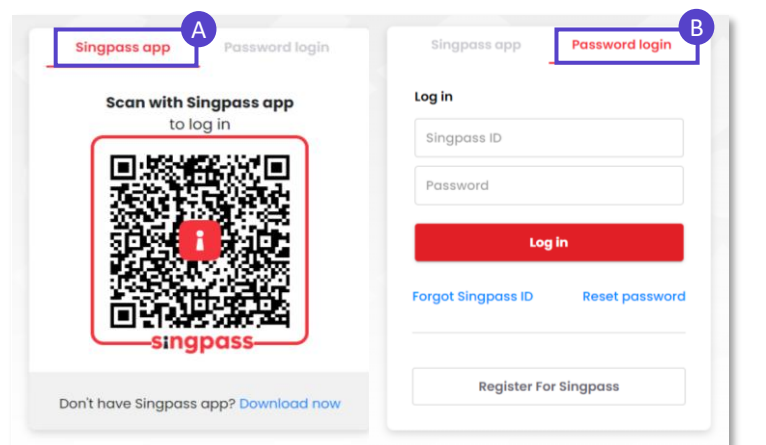 A
Singpass app
Password login
Scan with Singpass app
to log in
singpass
Don't have Singpass app? Download now
B
Singpass app
Password login
Log in
Singpass ID
Password
Log in
Forgot Singpass ID
Reset password
Register For Singpass